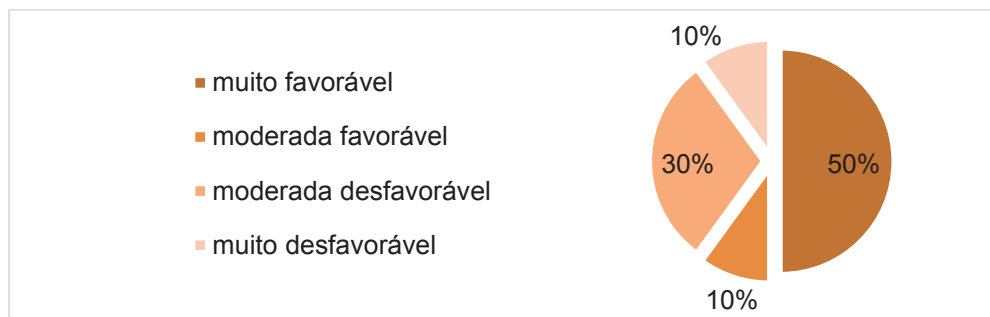 muito favorável
moderada favorável
moderada desfavorável
muito desfavorável
10%
30%
50%
10%